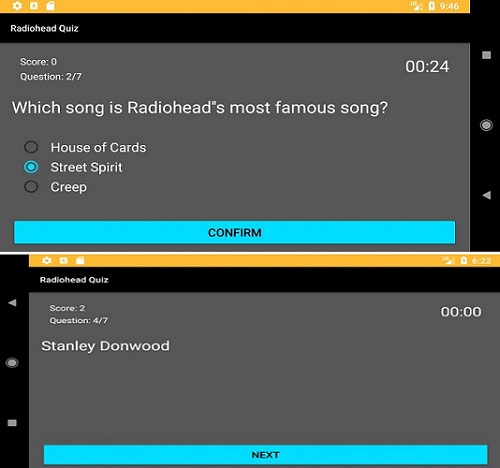 9:46
Radiohead Quiz
Score: 0
Question: 2/7
00:24
Which song is Radiohead"s most famous song?
House of Cards
Street Spirit
Creep
CONFIRM
6:22
Radiohead Quiz
Score: 2
Question: 4/7
00:00
Stanley Donwood
NEXT